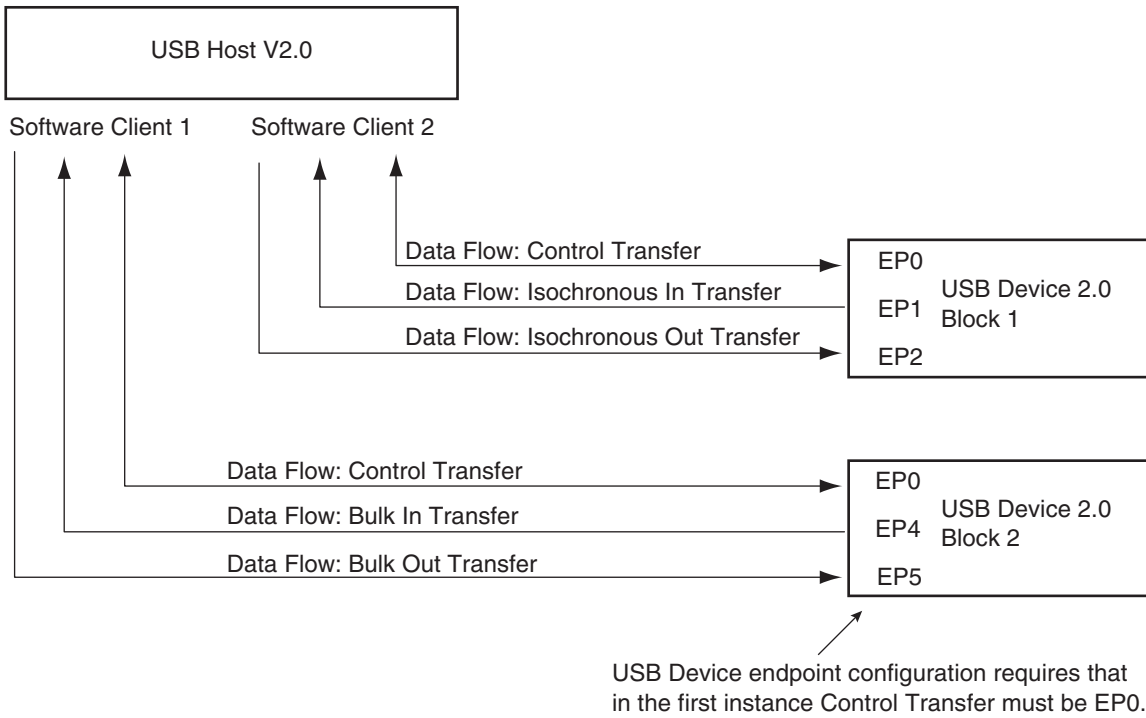 USB Host V2.0
Software Client 1
Software Client 2
Data Flow: Control Transfer
Data Flow: Isochronous In Transfer
Data Flow: Isochronous Out Transfer
EP0
EP1
EP2
USB Device 2.0
Block 1
Data Flow: Control Transfer
Data Flow: Bulk In Transfer
Data Flow: Bulk Out Transfer
EP0
EP4
EP5
USB Device 2.0
Block 2
USB Device endpoint configuration requires that
in the first instance Control Transfer must be EP0.